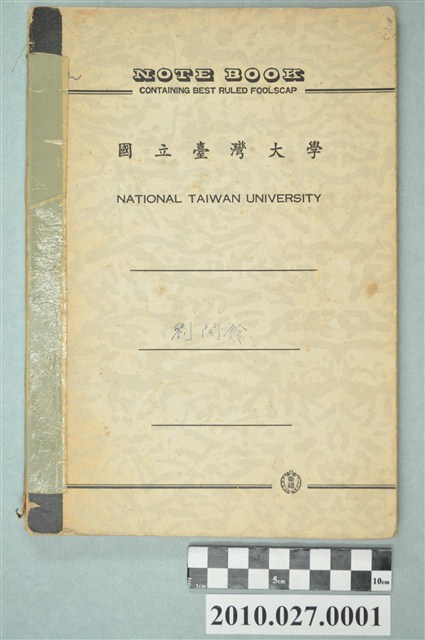 NOTE BOOK
CONTAINING BEST RULED FOOLSCAP
國立臺灣大學
NATIONAL TAIWAN UNIVERSITY
1cm 5cm 10cm
2010.027.0001